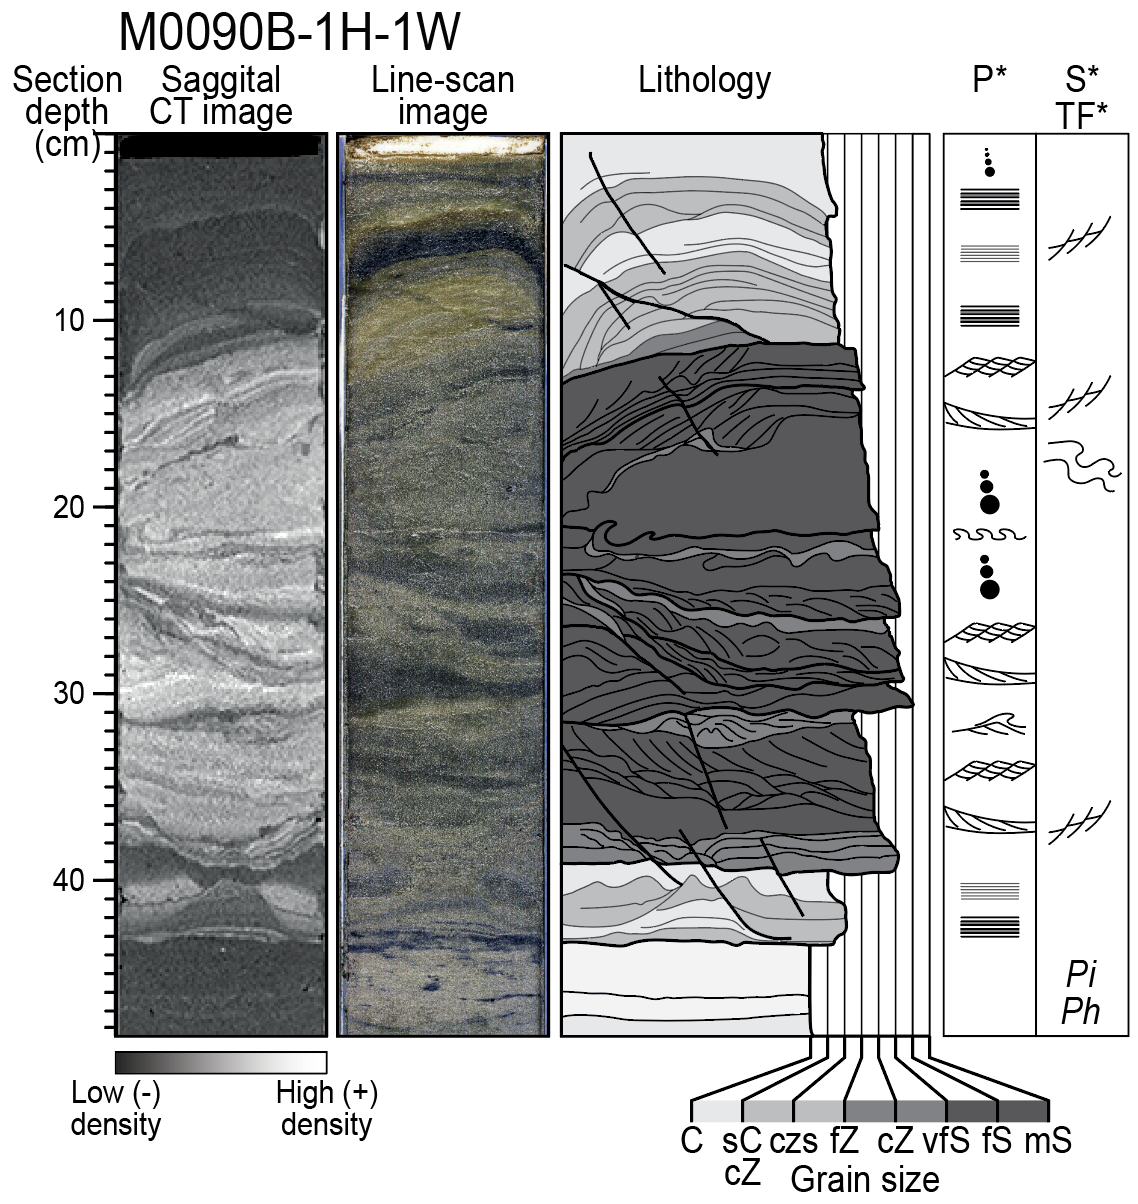 M0090B-1H-1W
Section depth (cm)
Saggital CT image
Line-scan image
Lithology
P*
S* TF*
10
20
30
40
Pi
Ph
Low (-) density
High (+) density
C sC czs fZ cZ vfS fS mS
cZ
Grain size